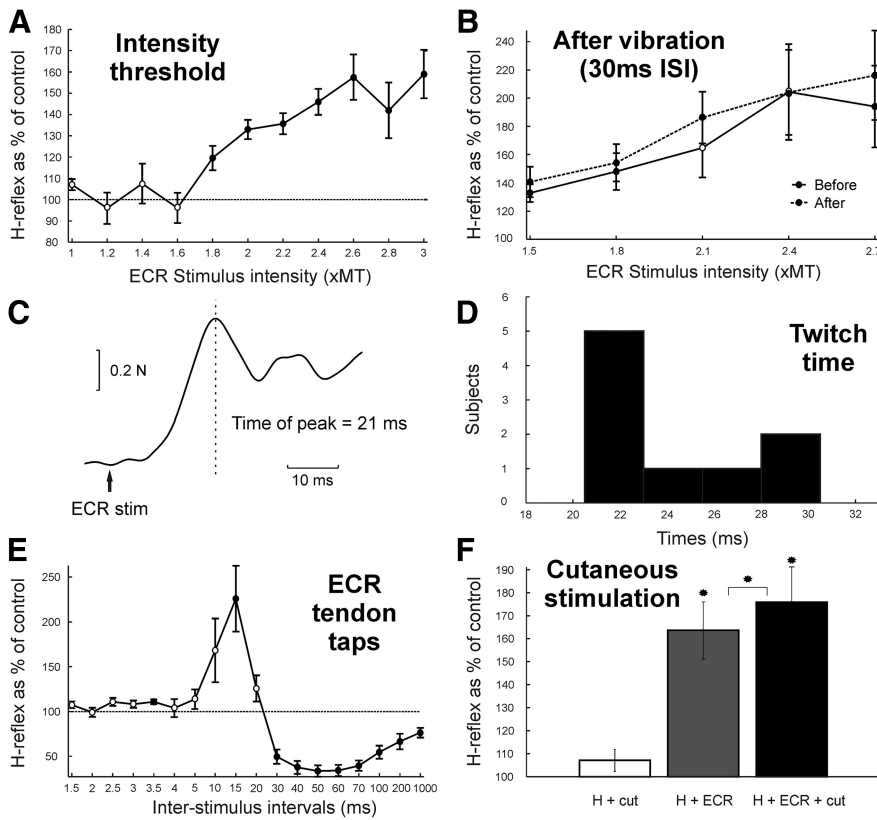 A
Intensity
threshold
H-reflex as % of control
180
170
160
150
140
130
120
110
100
90
80
1 1.2 1.4 1.6 1.8 2 2.2 2.4 2.6 2.8 3
ECR Stimulus intensity (xMT)
B
After vibration
(30ms ISI)
H-reflex as % of control
240
220
200
180
160
140
120
100
Before
After
1.5 1.8 2.1 2.4 2.7
ECR Stimulus intensity (xMT)
C
0.2 N
Time of peak = 21 ms
10 ms
ECR stim
D
Twitch
time
Subjects
6
5
4
3
2
1
0
18 20 22 24 26 28 30 32
Times (ms)
E
ECR
tendon
taps
H-reflex as % of control
250
200
150
100
50
1.5 2 2.5 3 3.5 4 5 10 15 20 30 40 50 60 70 100 200 1000
Inter-stimulus intervals (ms)
F
Cutaneous
stimulation
H-reflex as % of control
190
180
170
160
150
140
130
120
110
100
H + cut H + ECR H + ECR + cut